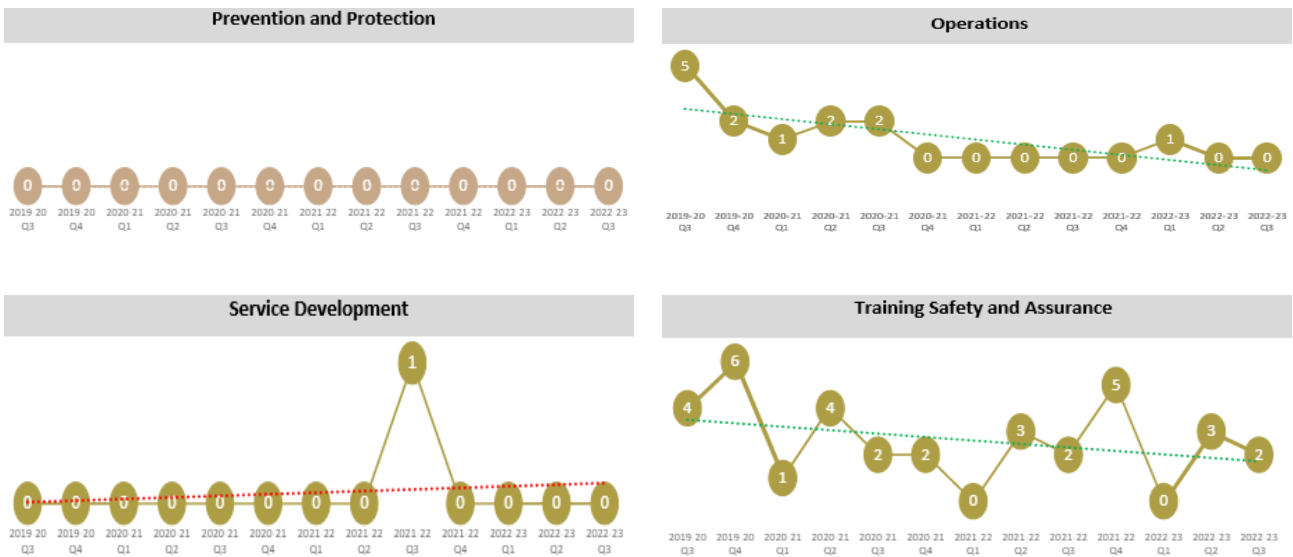 Prevention and Protection
0 0 0 0 0 0 0 0 0 0 0 0 0
2019-20 2019-20 2020-21 2020-21 2020-21 2020-21 2021-22 2021-22 2021-22 2021-22 2022-23 2022-23 2022-23
Q3 Q4 Q1 Q2 Q3 Q4 Q1 Q2 Q3 Q4 Q1 Q2 Q3
Operations
5 2 1 2 2 0 0 0 0 0 1 0 0
2019-20 2019-20 2020-21 2020-21 2020-21 2020-21 2021-22 2021-22 2021-22 2021-22 2022-23 2022-23 2022-23
Q3 Q4 Q1 Q2 Q3 Q4 Q1 Q2 Q3 Q4 Q1 Q2 Q3
Service Development
0 0 0 0 0 0 0 0 1 0 0 0 0
2019-20 2019-20 2020-21 2020-21 2020-21 2020-21 2021-22 2021-22 2021-22 2021-22 2022-23 2022-23 2022-23
Q3 Q4 Q1 Q2 Q3 Q4 Q1 Q2 Q3 Q4 Q1 Q2 Q3
Training Safety and Assurance
4 6 1 4 2 2 0 3 2 5 0 3 2
2019-20 2019-20 2020-21 2020-21 2020-21 2020-21 2021-22 2021-22 2021-22 2021-22 2022-23 2022-23 2022-23
Q3 Q4 Q1 Q2 Q3 Q4 Q1 Q2 Q3 Q4 Q1 Q2 Q3